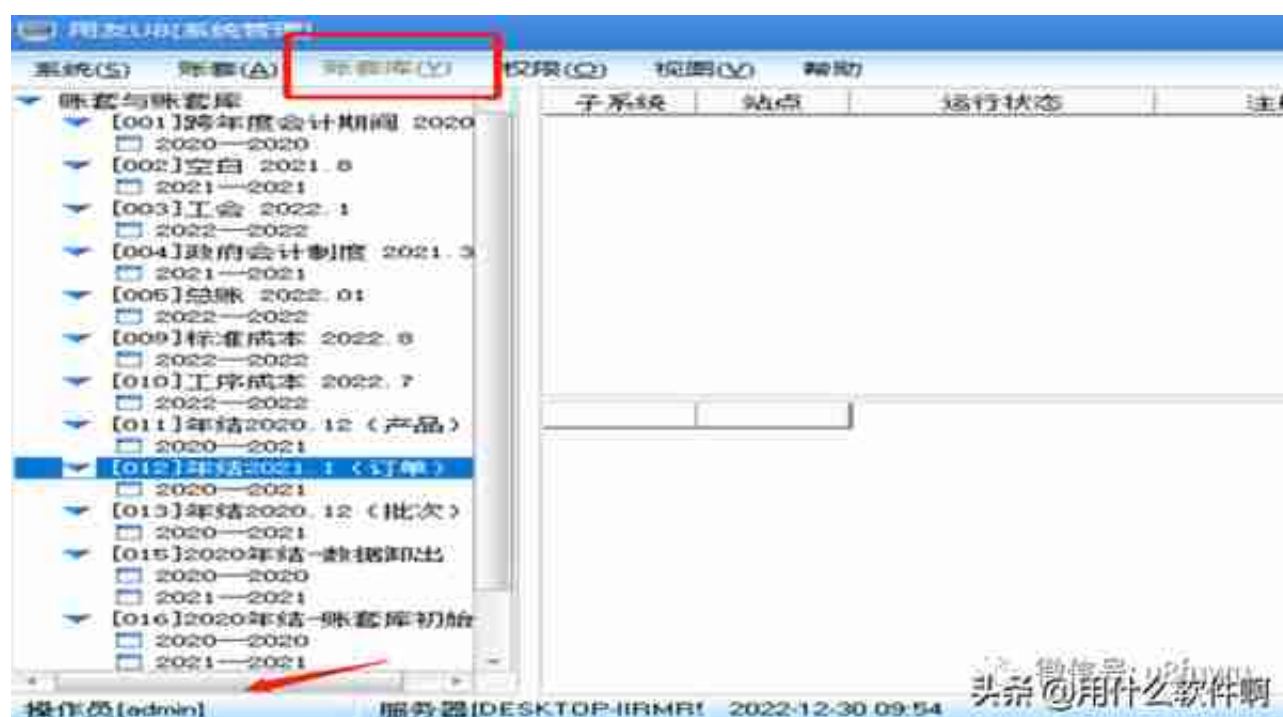 用友U8[系统管理]
系统(S) 账套(A) 账套库(Y) 权限(O) 视图(V) 帮助
账套与账套库
子系统 站点 运行状态
[001]跨年度会计期间 2020
2020--2020
[002]空白 2021.8
2021--2021
[003]工会 2022.1
2022--2022
[004]政府会计制度 2021.3
2021--2021
[005]总账 2022.01
2022--2022
[009]标准成本 2022.8
2022--2022
[010]工序成本 2022.7
2022--2022
[011]年结2020.12（产品）
2020--2021
[012]年结2021.1（订单）
2020--2021
[013]年结2020.12（批次）
2020--2021
[015]2020年结-数据卸出
2020--2020
2021--2021
[016]2020年结-账套库初始
2020--2020
2021--2021
微信号:
头条 @用什么软件啊
操作员[admin] 服务器 2022-12-30 09:54